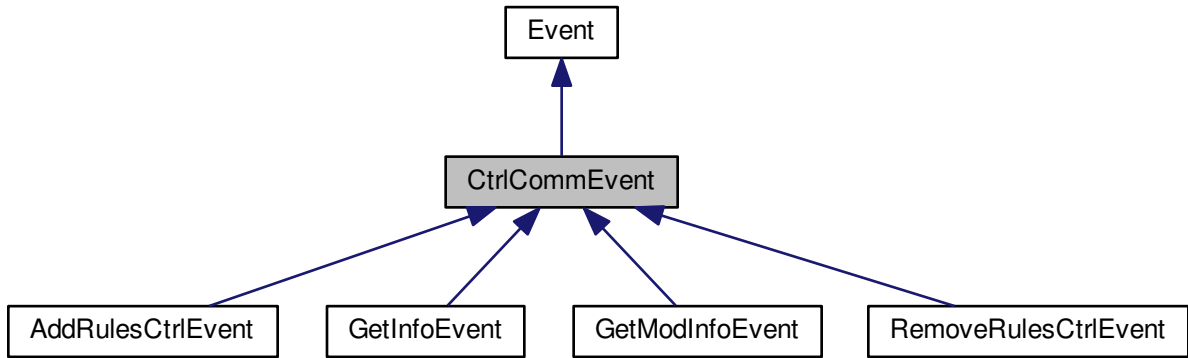 Event
CtrlCommEvent
AddRulesCtrlEvent
GetInfoEvent
GetModInfoEvent
RemoveRulesCtrlEvent